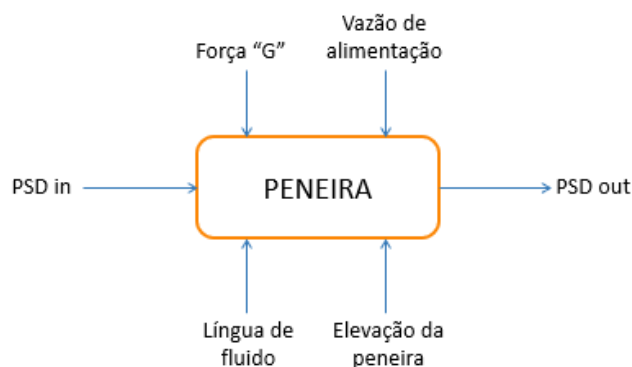 Força “G”
Vazão de
alimentação
PSD in
PENEIRA
PSD out
Língua de
fluido
Elevação da
peneira